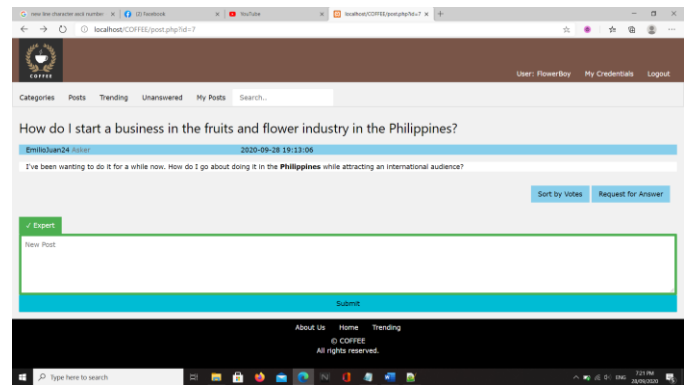 new line character ascii number
(2) Facebook
YouTube
localhost/COFFEE/post.php?id=7
localhost/COFFEE/post.php?id=7
COFFEE
User: FlowerBoy My Credentials Logout
Categories Posts Trending Unanswered My Posts Search..
How do I start a business in the fruits and flower industry in the Philippines?
EmilioJuan24 Asker 2020-09-28 19:13:06
I've been wanting to do it for a while now. How do I go about doing it in the Philippines while attracting an international audience?
Sort by Votes Request for Answer
✓ Expert
New Post
Submit
About Us Home Trending
© COFFEE
All rights reserved.
Type here to search
ENG
7:21 PM
28/09/2020